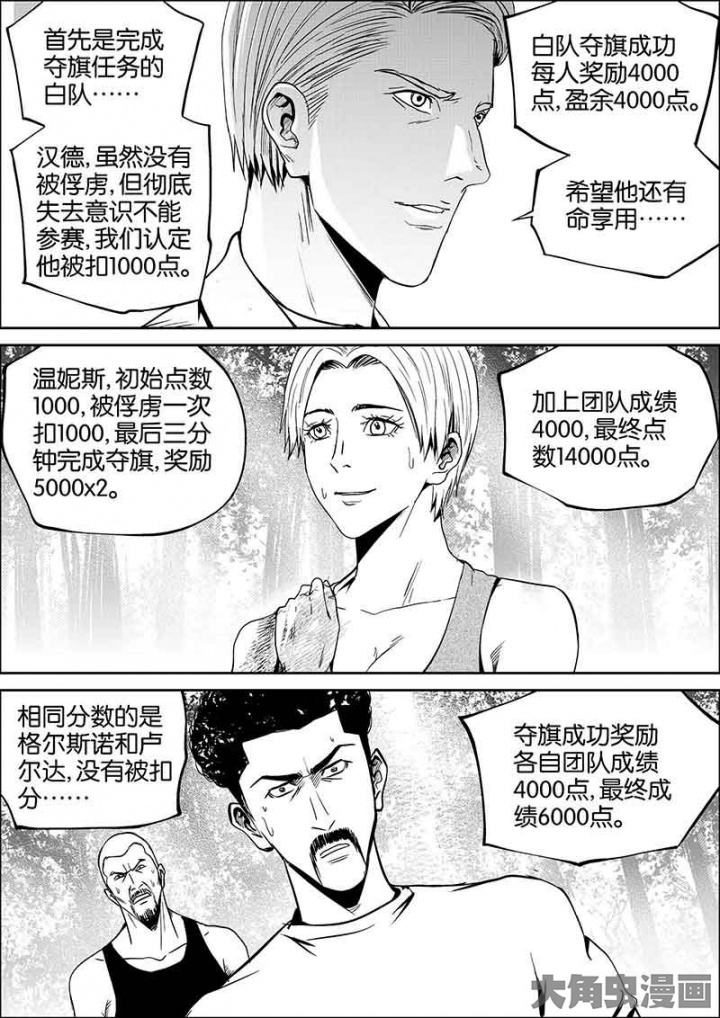 首先是完成
夺旗任务的
白队……
汉德,虽然没有
被俘虏,但彻底
失去意识不能
参赛,我们认定
他被扣1000点。
白队夺旗成功
每人奖励4000
点,盈余4000点。
希望他还有
命享用……
温妮斯,初始点数
1000,被俘虏一次
扣1000,最后三分
钟完成夺旗,奖励
5000x2。
加上团队成绩
4000,最终点
数14000点。
相同分数的是
格尔斯诺和卢
尔达,没有被扣
分……
夺旗成功奖励
各自团队成绩
4000点,最终成
绩6000点。
大角虫漫画